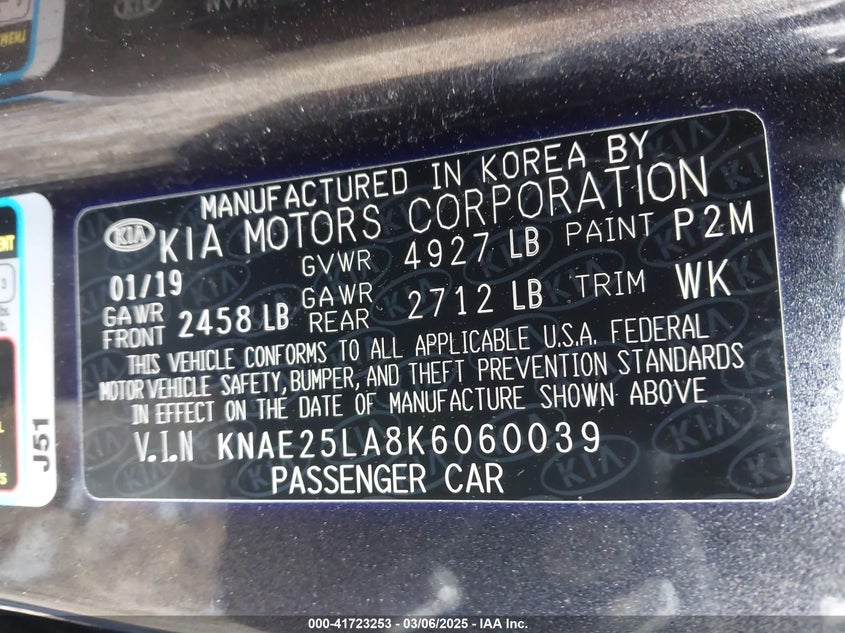 MANUFACTURED IN KOREA BY
KIA KIA MOTORS CORPORATION
01/19 GVWR 4927 LB PAINT P2M
GAWR FRONT 2458 LB GAWR REAR 2712 LB TRIM WK
THIS VEHICLE CONFORMS TO ALL APPLICABLE U.S.A. FEDERAL
MOTOR VEHICLE SAFETY, BUMPER, AND THEFT PREVENTION STANDARDS
IN EFFECT ON THE DATE OF MANUFACTURE SHOWN ABOVE
V.I.N KNAE25LA8K6060039
PASSENGER CAR
J51
000-41723253 - 03/06/2025 - IAA Inc.